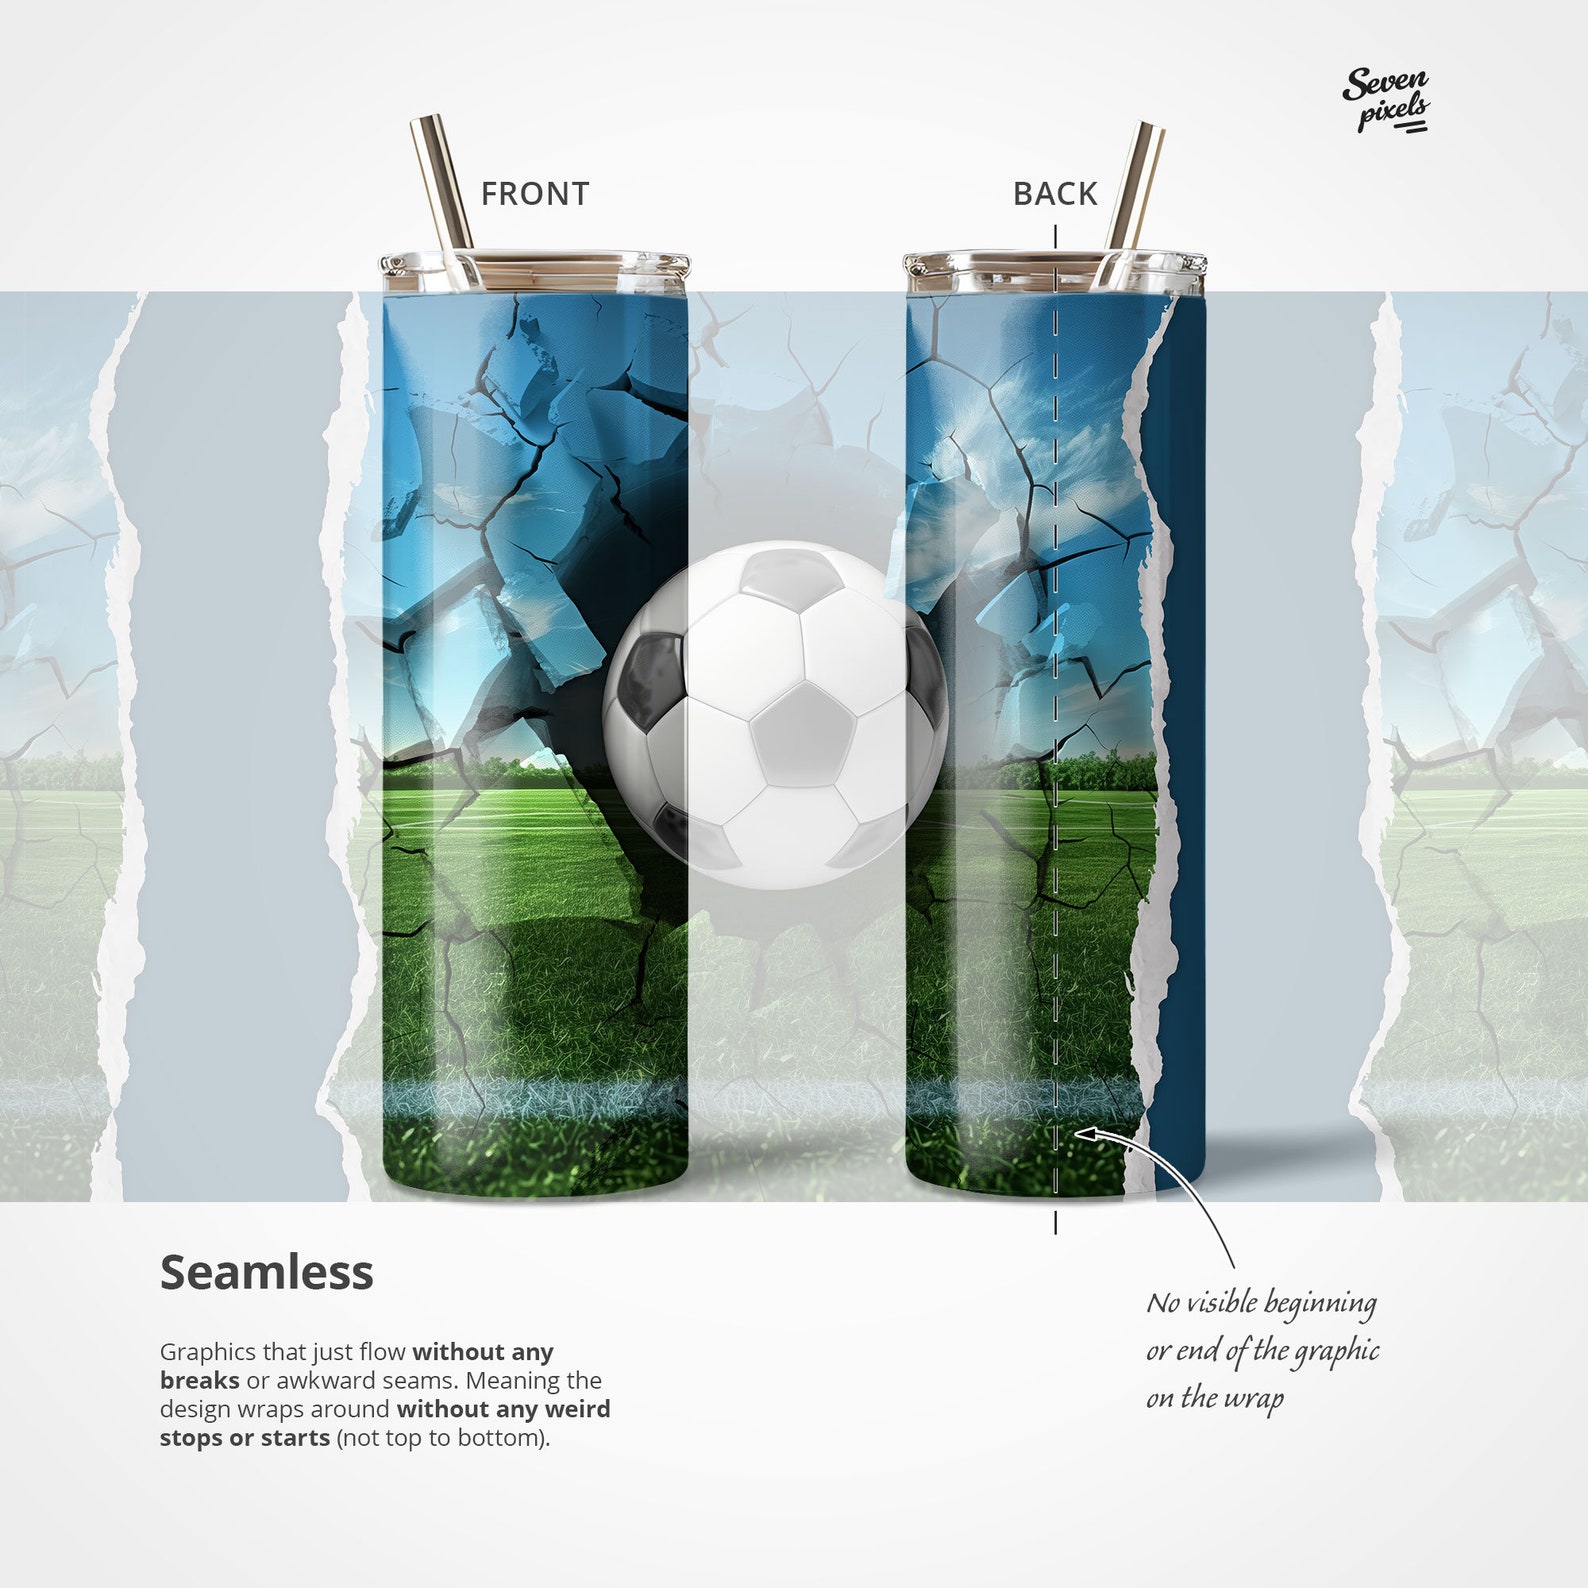 Seven
pixels
FRONT
BACK
Seamless
Graphics that just flow without any
breaks or awkward seams. Meaning the
design wraps around without any weird
stops or starts (not top to bottom).
No visible beginning
or end of the graphic
on the wrap